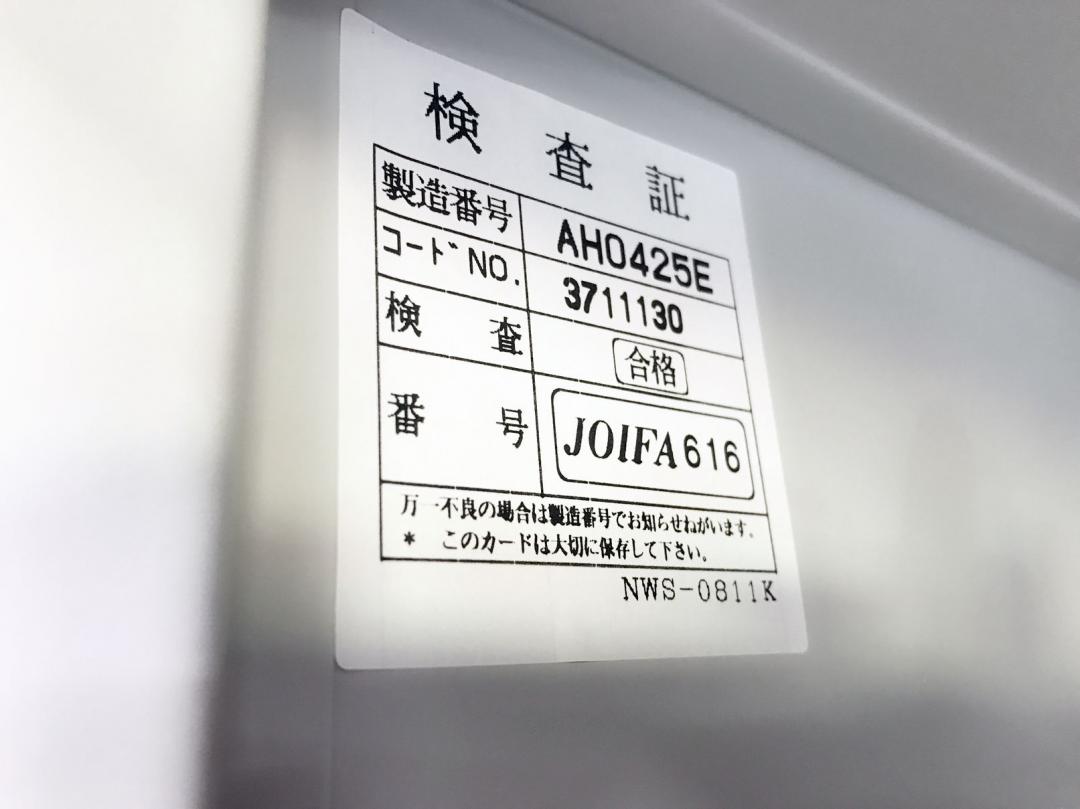 検査証
製造番号 AH0425E
コード NO. 3711130
検査 合格
番号 JOIFA616
万一不良の場合は製造番号でお知らせねがいます。
* このカードは大切に保存して下さい。
NWS-0811K